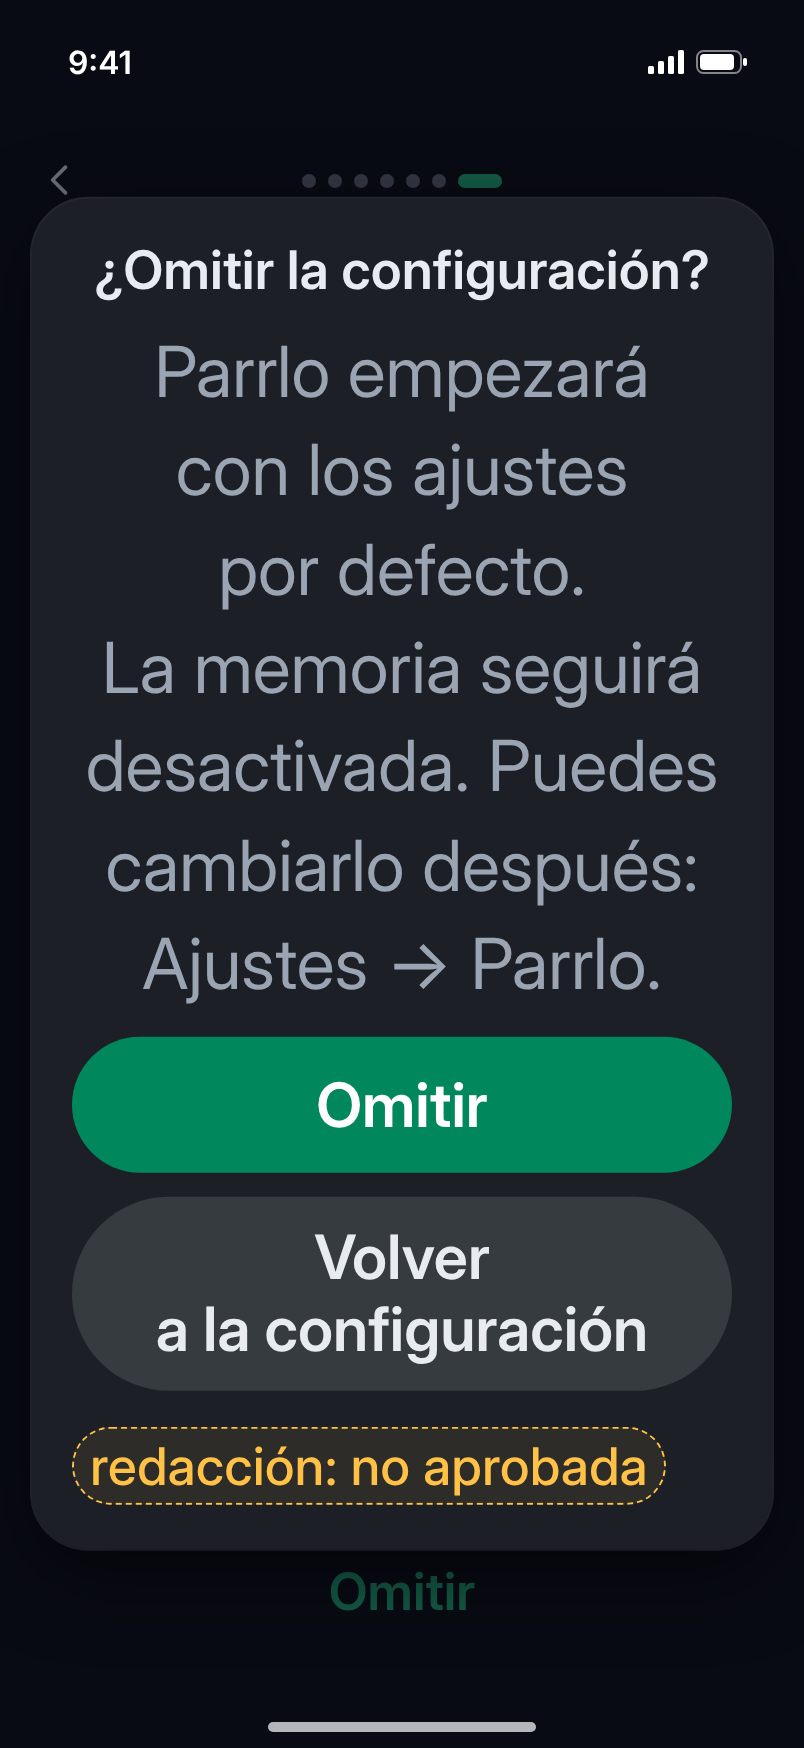 9:41
¿Omitir la configuración?
Parrlo empezará
con los ajustes
por defecto.
La memoria seguirá
desactivada. Puedes
cambiarlo después:
Ajustes → Parrlo.
Omitir
Volver
a la configuración
redacción: no aprobada
Omitir